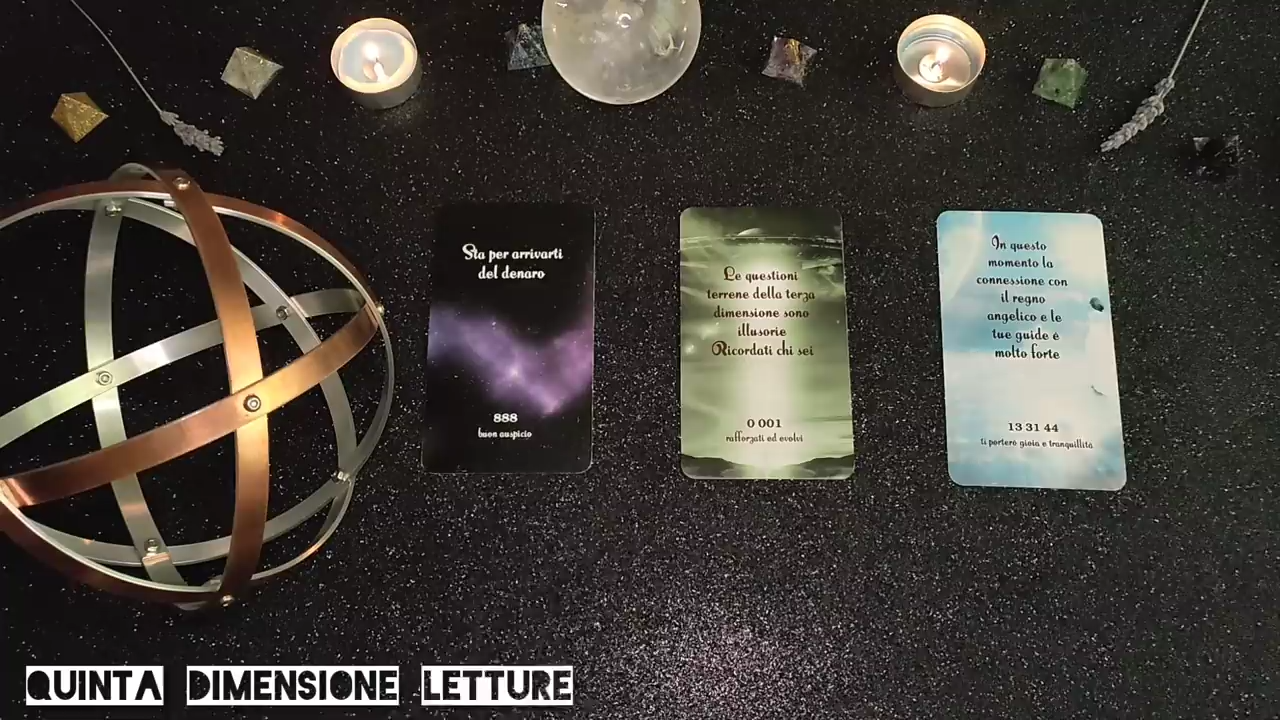 Sta per arrivarti
del denaro
888
buon auspicio
Le questioni
terrene della terza
dimensione sono
illusorie
Ricordati chi sei
0 001
rafforzati ed evolvi
In questo
momento la
connessione con
il regno
angelico e le
tue guide é
molto forte
13 31 44
ti porterò gioia e tranquillità
QUINTA DIMENSIONE LETTURE